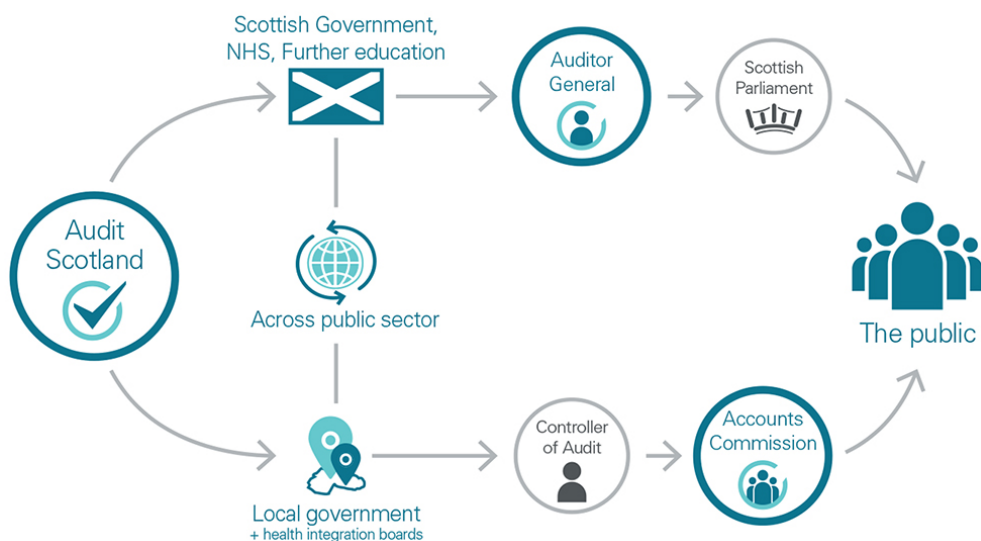 Scottish Government,
NHS, Further education
Auditor
General
Scottish
Parliament
Audit
Scotland
Across public sector
The public
Local government
+ health integration boards
Controller
of Audit
Accounts
Commission